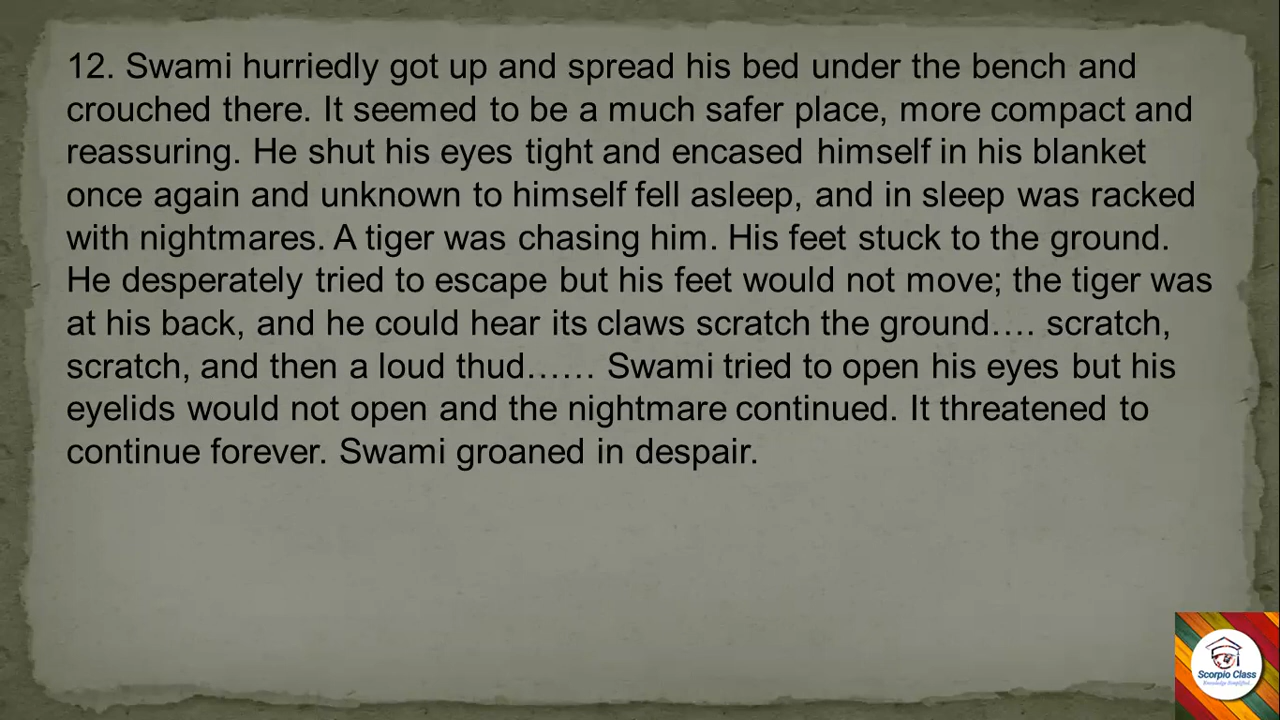 12. Swami hurriedly got up and spread his bed under the bench and
crouched there. It seemed to be a much safer place, more compact and
reassuring. He shut his eyes tight and encased himself in his blanket
once again and unknown to himself fell asleep, and in sleep was racked
with nightmares. A tiger was chasing him. His feet stuck to the ground.
He desperately tried to escape but his feet would not move; the tiger was
at his back, and he could hear its claws scratch the ground…. scratch,
scratch, and then a loud thud…… Swami tried to open his eyes but his
eyelids would not open and the nightmare continued. It threatened to
continue forever. Swami groaned in despair.
Scorpio Class
Knowledge Simplified